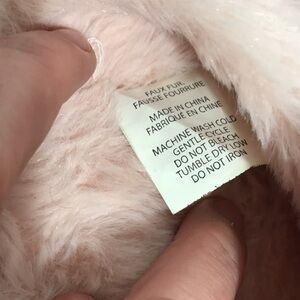 FAUX FUR
FAUSSE FOURRURE
MADE IN CHINA
FABRIQUÉ EN CHINE
MACHINE WASH COLD
GENTLE CYCLE
DO NOT BLEACH
TUMBLE DRY LOW
DO NOT IRON